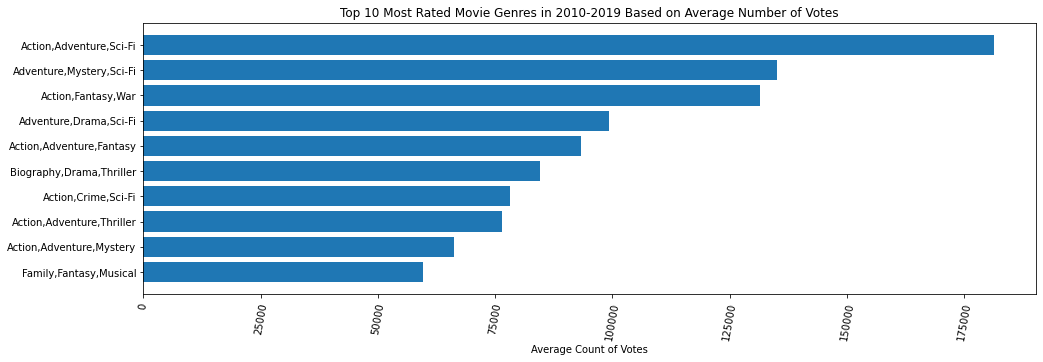 Top 10 Most Rated Movie Genres in 2010-2019 Based on Average Number of Votes
Action,Adventure,Sci-Fi
Adventure,Mystery,Sci-Fi
Action,Fantasy,War
Adventure,Drama,Sci-Fi
Action,Adventure,Fantasy
Biography,Drama,Thriller
Action,Crime,Sci-Fi
Action,Adventure,Thriller
Action,Adventure,Mystery
Family,Fantasy,Musical
0
25000
50000
75000
100000
125000
150000
175000
Average Count of Votes